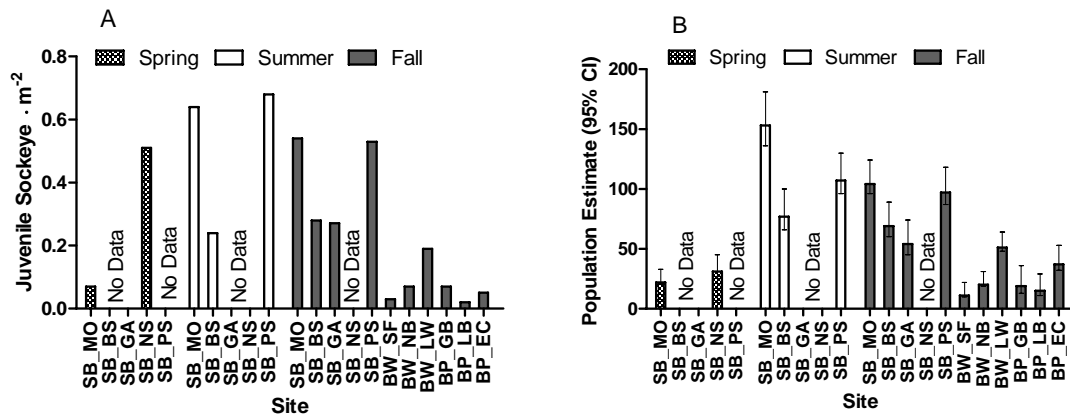 A
Spring Summer Fall
Juvenile Sockeye · m-2
0.8
0.6
0.4
0.2
0.0
No Data
No Data
No Data
No Data
SB_MO
SB_BS
SB_GA
SB_NS
SB_PS
SB_MO
SB_BS
SB_GA
SB_NS
SB_PS
SB_MO
SB_BS
SB_GA
SB_NS
SB_PS
BW_SF
BW_NB
BW_LW
BP_GB
BP_LB
BP_EC
Site
B
Spring Summer Fall
Population Estimate (95% CI)
200
150
100
50
0
No Data
No Data
No Data
No Data
SB_MO
SB_BS
SB_GA
SB_NS
SB_PS
SB_MO
SB_BS
SB_GA
SB_NS
SB_PS
SB_MO
SB_BS
SB_GA
SB_NS
SB_PS
BW_SF
BW_NB
BW_LW
BP_GB
BP_LB
BP_EC
Site